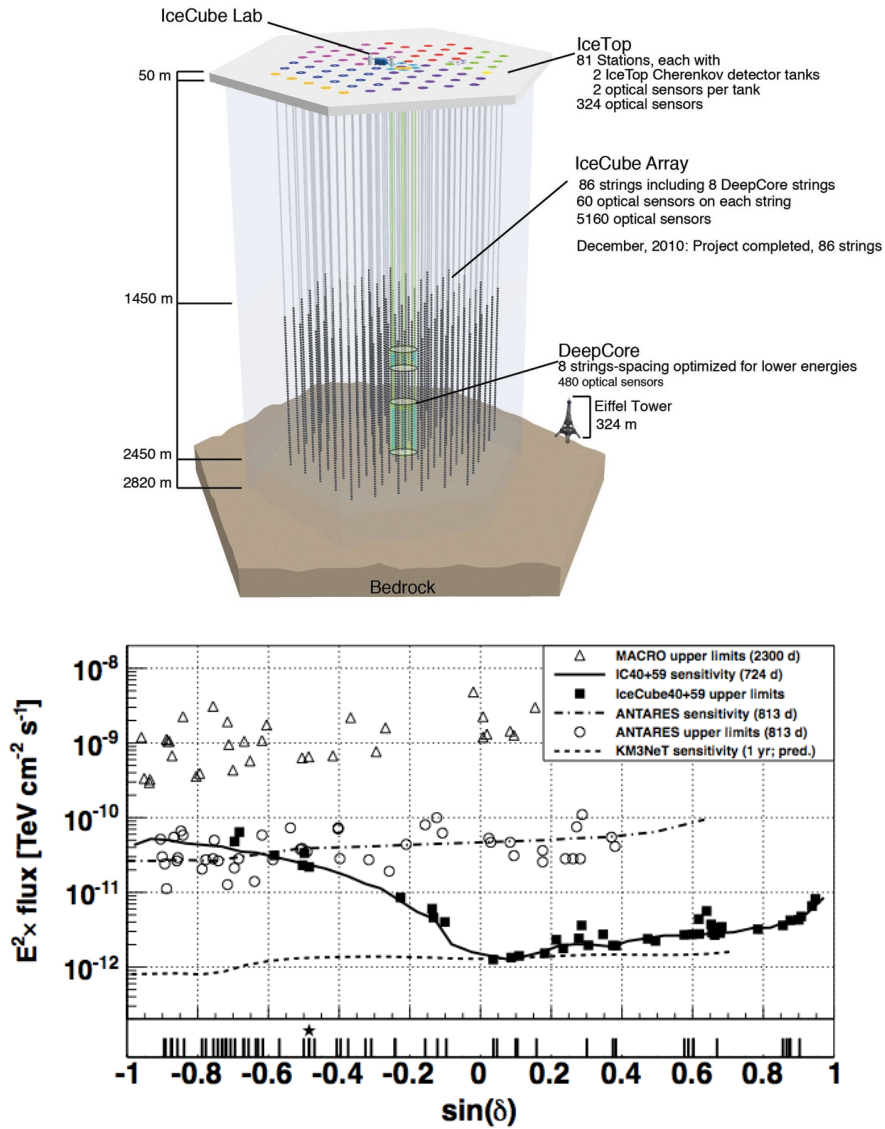 IceCube Lab
50 m
IceTop
81 Stations, each with
2 IceTop Cherenkov detector tanks
2 optical sensors per tank
324 optical sensors
IceCube Array
86 strings including 8 DeepCore strings
60 optical sensors on each string
5160 optical sensors
December, 2010: Project completed, 86 strings
1450 m
DeepCore
8 strings-spacing optimized for lower energies
480 optical sensors
Eiffel Tower
324 m
2450 m
2820 m
Bedrock
MACRO upper limits (2300 d)
IC40+59 sensitivity (724 d)
IceCube40+59 upper limits
ANTARES sensitivity (813 d)
ANTARES upper limits (813 d)
KM3NeT sensitivity (1 yr; pred.)
E²× flux [TeV cm⁻² s⁻¹]
10⁻⁸
10⁻⁹
10⁻¹⁰
10⁻¹¹
10⁻¹²
-1 -0.8 -0.6 -0.4 -0.2 0 0.2 0.4 0.6 0.8 1
sin(δ)